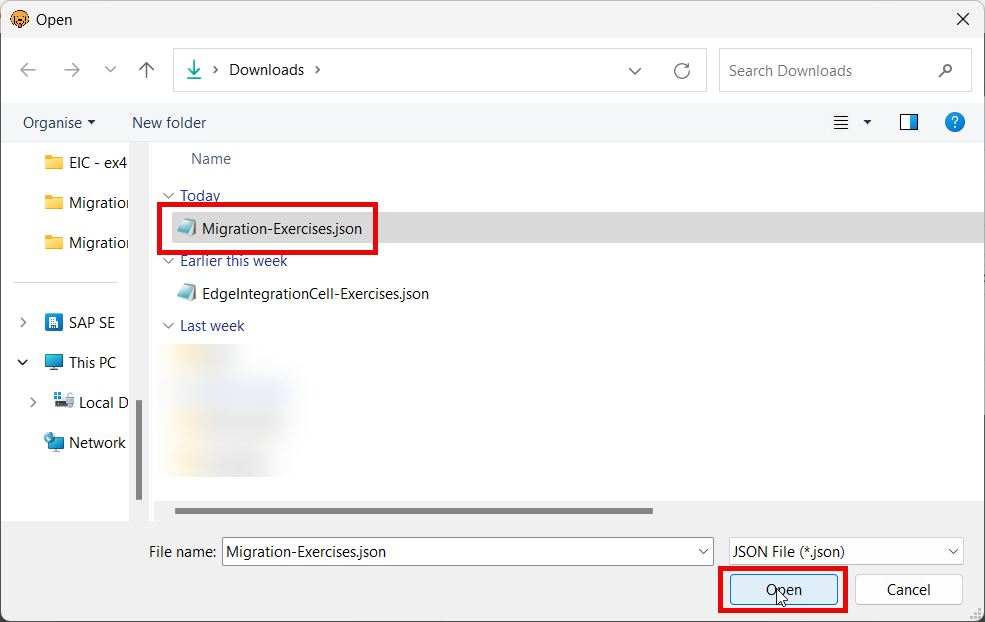 Open
Downloads
Search Downloads
Organise
New folder
?
EIC - ex4
Migration
Migration
SAP SE
This PC
Local D
Network
Name
Today
Migration-Exercises.json
Earlier this week
EdgeIntegrationCell-Exercises.json
Last week
File name:
Migration-Exercises.json
JSON File (*.json)
Open
Cancel